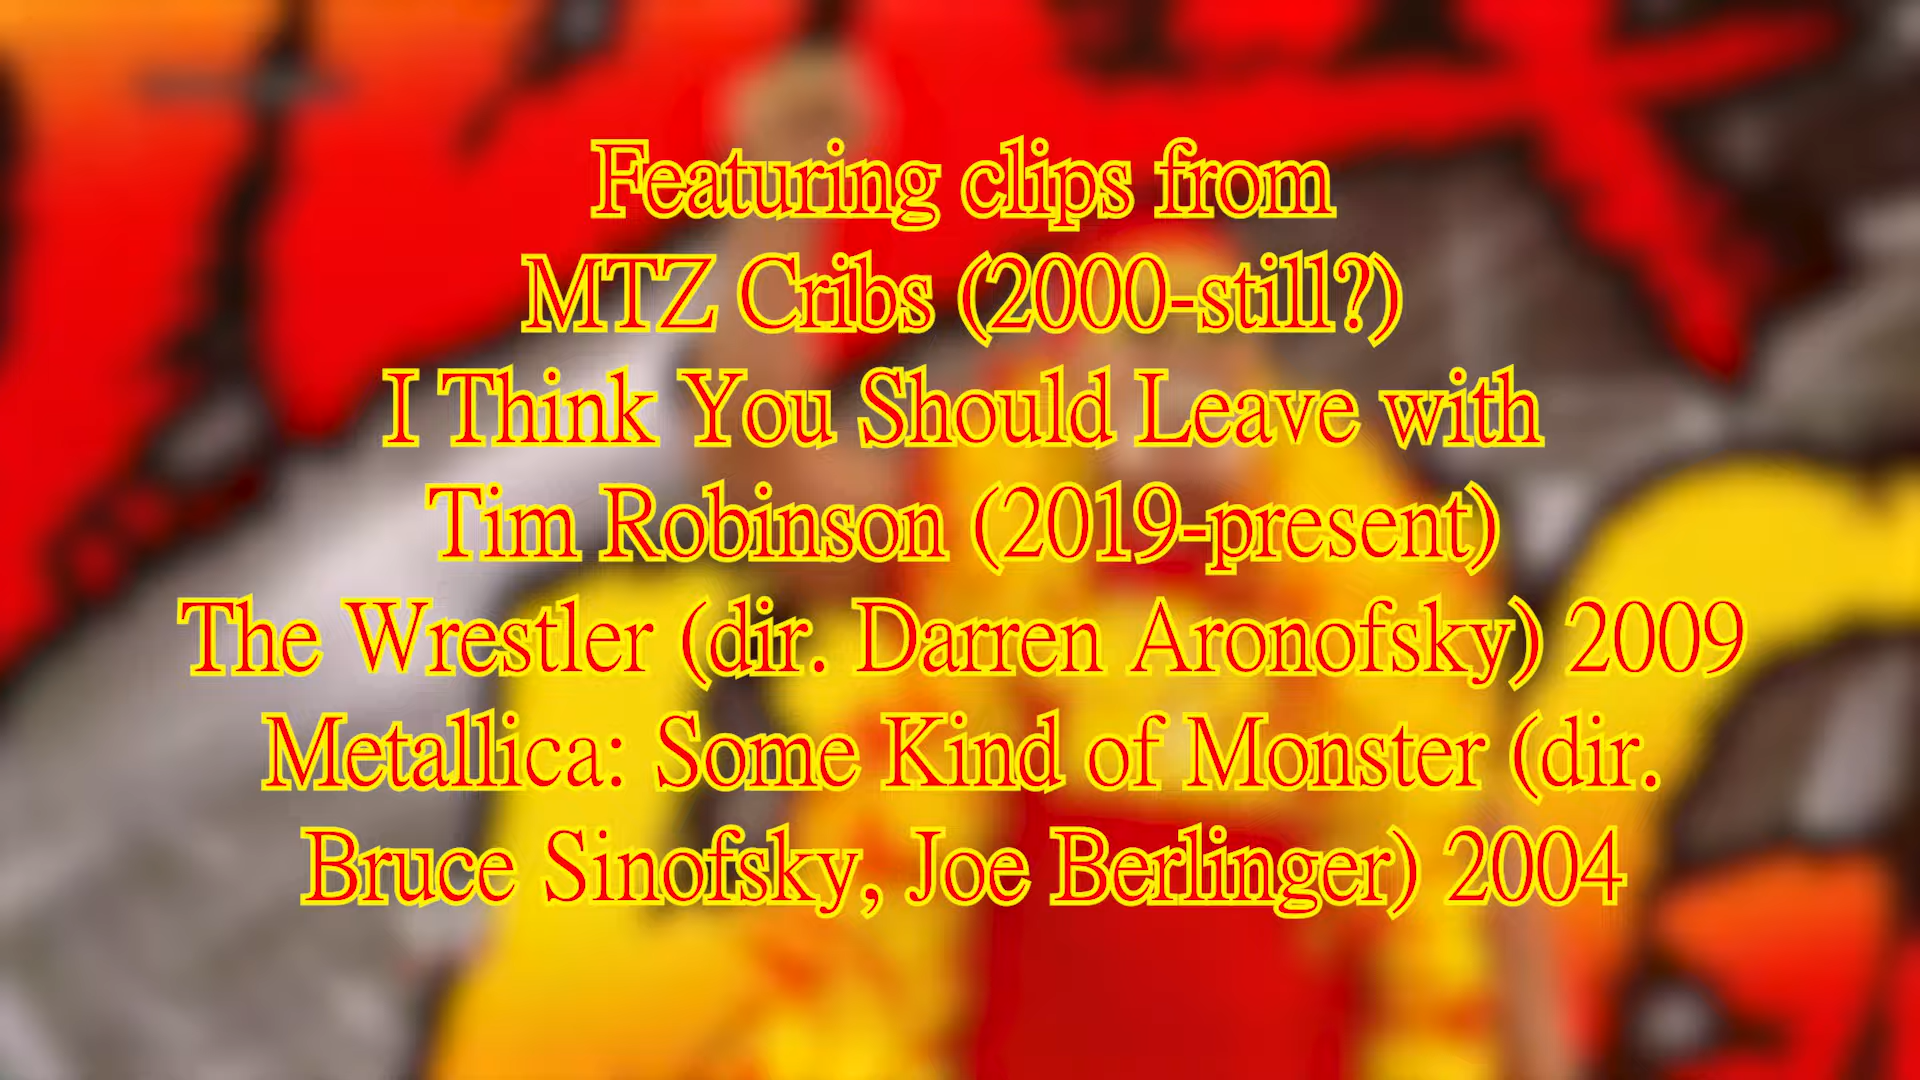 Featuring clips from
MTZ Cribs (2000-still?)
I Think You Should Leave with
Tim Robinson (2019-present)
The Wrestler (dir. Darren Aronofsky) 2009
Metallica: Some Kind of Monster (dir.
Bruce Sinofsky, Joe Berlinger) 2004